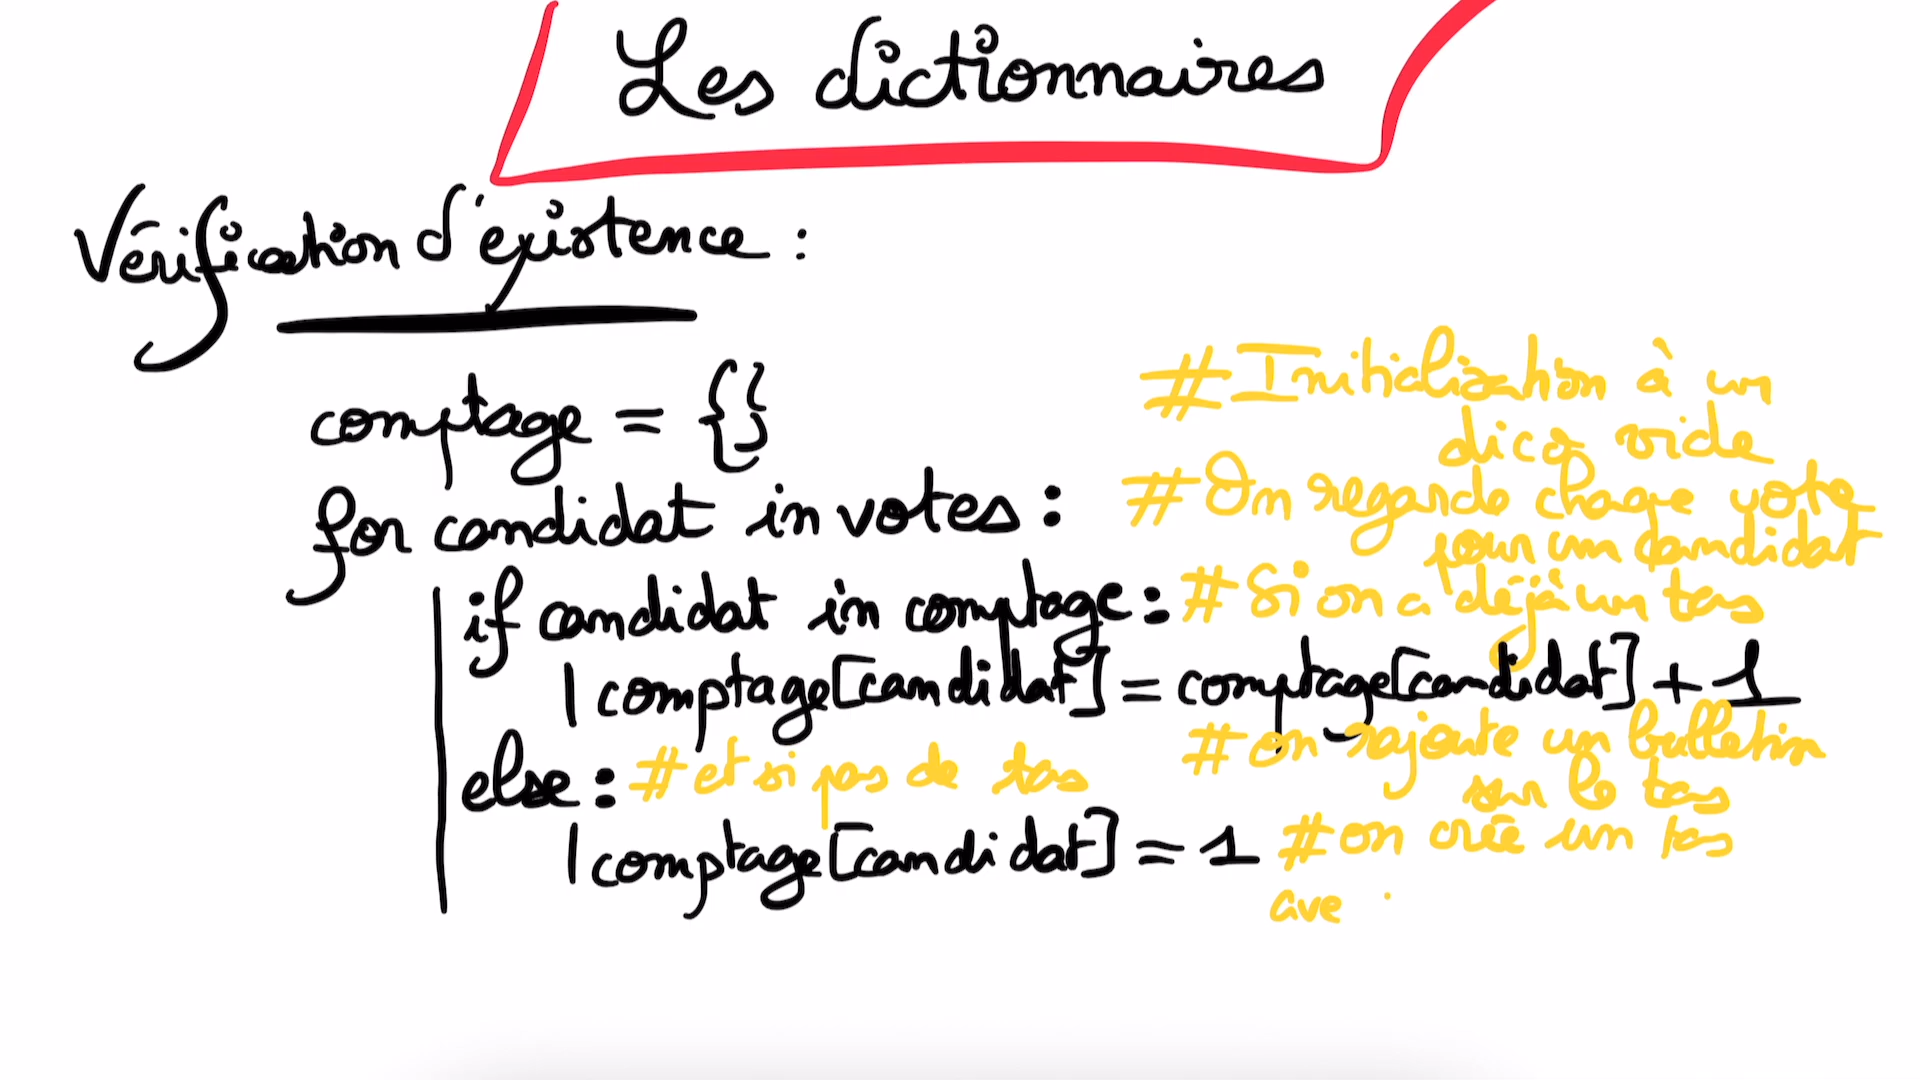 Les dictionnaires
Vérification d'existence :
comptage = {}
# Initialization à un
dico vide
for candidat in votes :
# On regarde chaque vote
pour un candidat
if candidat in comptage :
# Si on a déjà un tas
comptage[candidat] = comptage[candidat] + 1
# on rajoute un bulletin
sur le tas
else : # et si pas de tas
comptage[candidat] = 1 # on crée un tas
ave